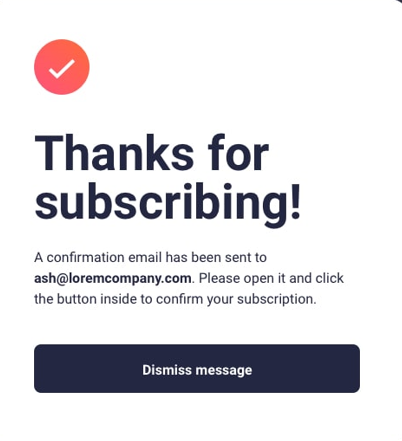 Thanks for
subscribing!
A confirmation email has been sent to
ash@loremcompany.com. Please open it and click
the button inside to confirm your subscription.
Dismiss message